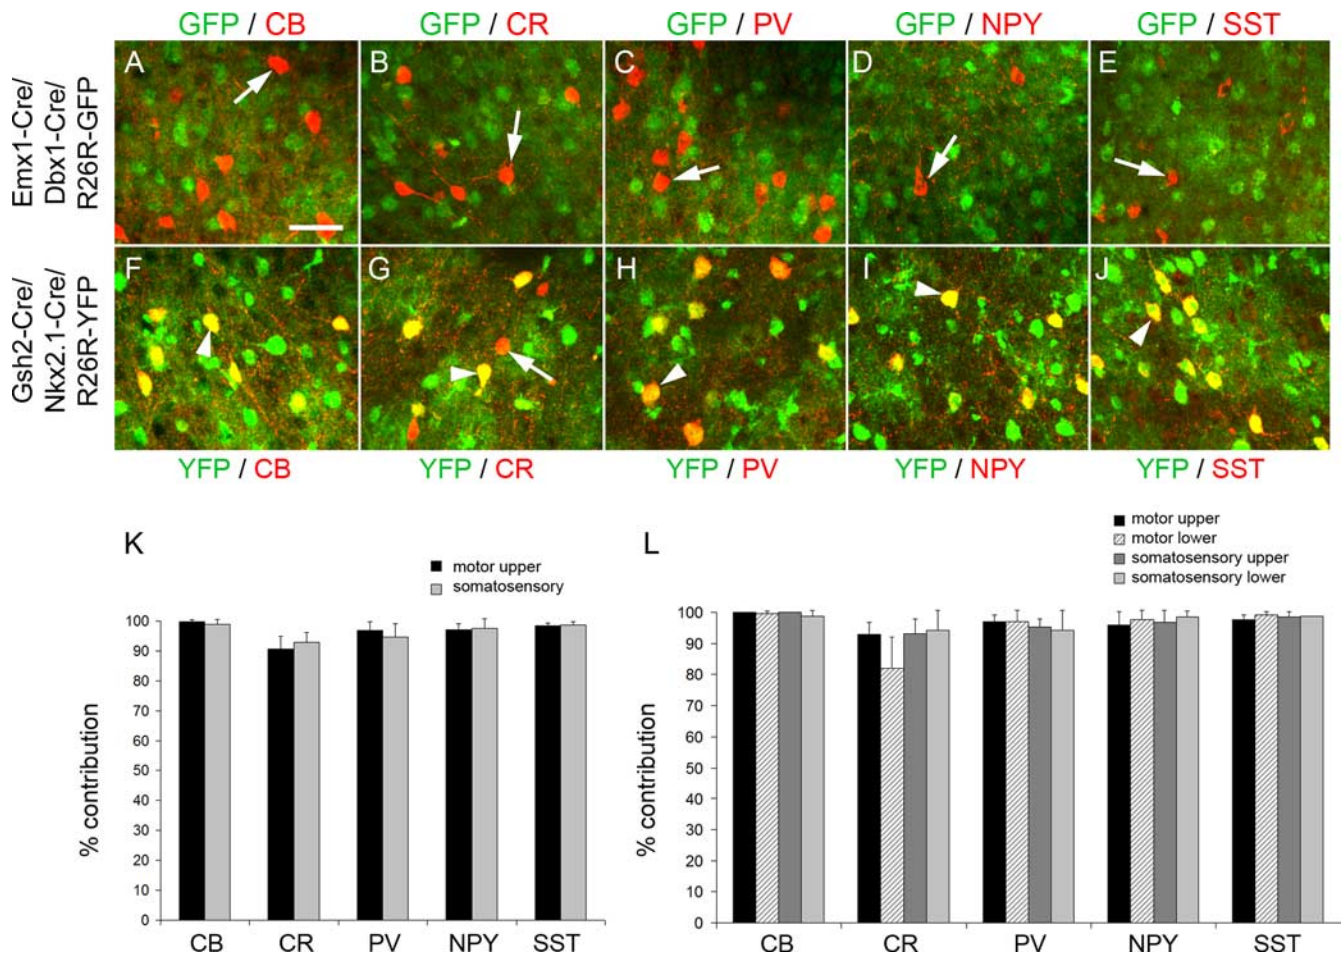 GFP / CB GFP / CR GFP / PV GFP / NPY GFP / SST
Emx1-Cre/
Dbx1-Cre/
R26R-GFP
A B C D E
Gsh2-Cre/
Nkx2.1-Cre/
R26R-YFP
F G H I J
YFP / CB YFP / CR YFP / PV YFP / NPY YFP / SST
K
motor upper
somatosensory
% contribution
100
90
80
70
60
50
40
30
20
10
0
CB CR PV NPY SST
L
motor upper
motor lower
somatosensory upper
somatosensory lower
% contribution
100
90
80
70
60
50
40
30
20
10
0
CB CR PV NPY SST